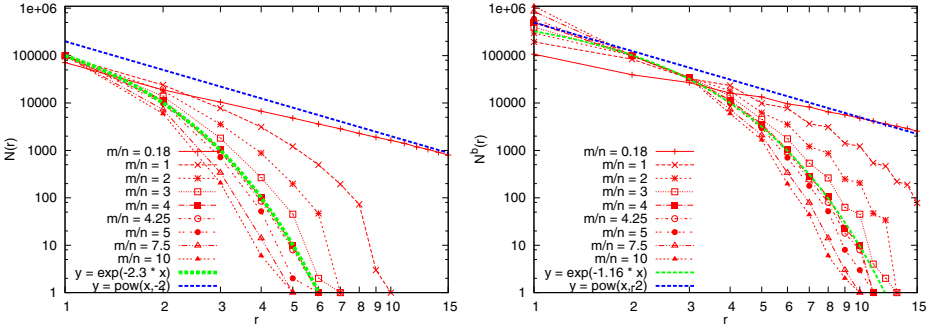 1e+06
100000
10000
1000
100
10
1
N(r)
m/n = 0.18
m/n = 1
m/n = 2
m/n = 3
m/n = 4
m/n = 4.25
m/n = 5
m/n = 7.5
m/n = 10
y = exp(-2.3 * x)
y = pow(x,-2)
1 2 3 4 5 6 7 8 9 10 15
r
1e+06
100000
10000
1000
100
10
1
N^b(r)
m/n = 0.18
m/n = 1
m/n = 2
m/n = 3
m/n = 4
m/n = 4.25
m/n = 5
m/n = 7.5
m/n = 10
y = exp(-1.16 * x)
y = pow(x,-2)
1 2 3 4 5 6 7 8 9 10 15
r